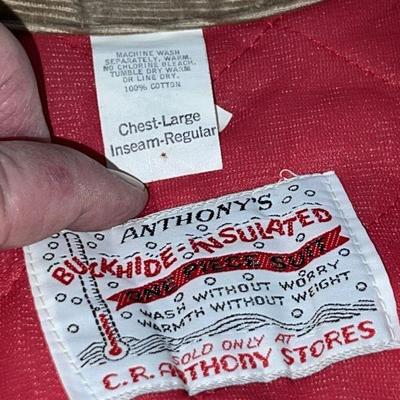 MACHINE WASH
SEPARATELY, WARM.
NO CHLORINE BLEACH.
TUMBLE DRY WARM
OR LINE DRY.
100% COTTON
Chest-Large
Inseam-Regular
ANTHONY'S
BUCKHIDE-INSULATED
ONE PIECE SUIT
WASH WITHOUT WORRY
WARMTH WITHOUT WEIGHT
SOLD ONLY AT
C.R. ANTHONY STORES